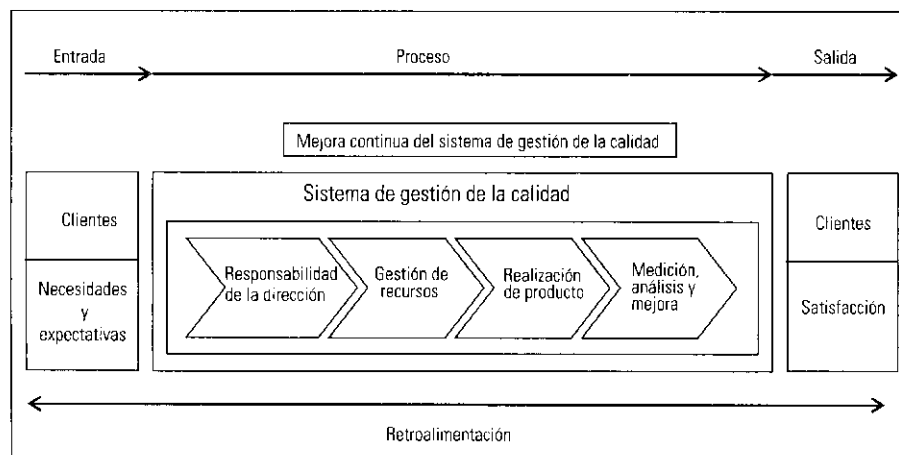 Entrada
Proceso
Salida
Mejora continua del sistema de gestión de la calidad
Sistema de gestión de la calidad
Clientes
Necesidades
y
expectativas
Responsabilidad
de la dirección
Gestión de
recursos
Realización
de producto
Medición,
análisis y
mejora
Clientes
Satisfacción
Retroalimentación